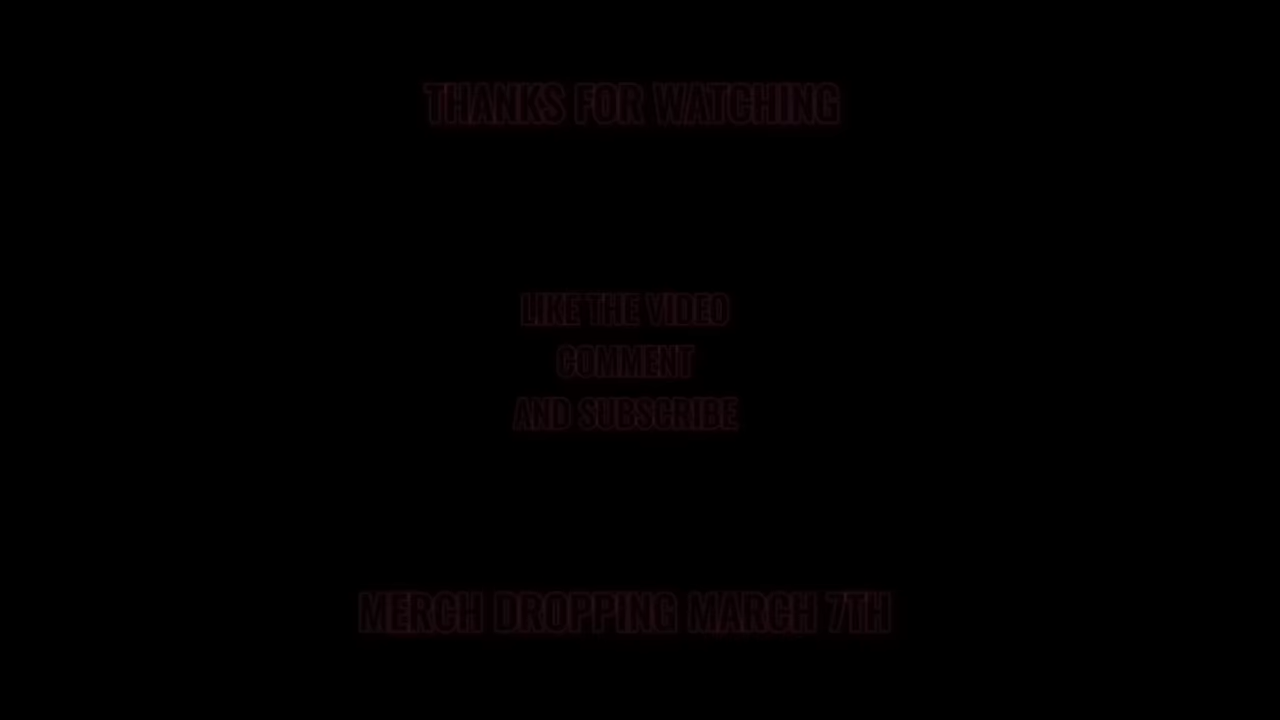 THANKS FOR WATCHING
LIKE THE VIDEO
COMMENT
AND SUBSCRIBE
MERCH DROPPING MARCH 7TH